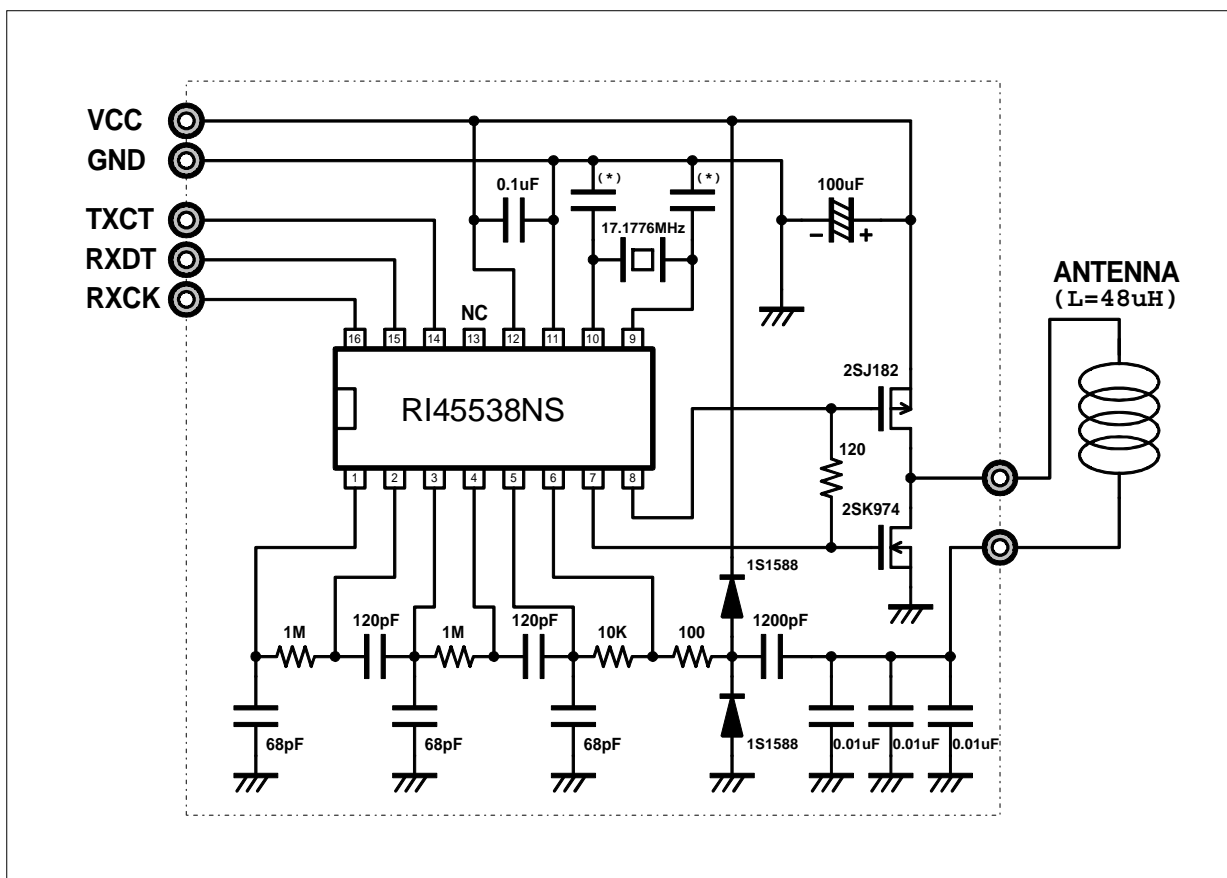 VCC
GND
TXCT
RXDT
RXCK
0.1uF
(*)
(*)
17.1776MHz
100uF
- +
ANTENNA
(L=48uH)
NC
16 15 14 13 12 11 10 9
RI45538NS
1 2 3 4 5 6 7 8
2SJ182
120
2SK974
1S1588
1M
120pF
1M
120pF
10K
100
1200pF
68pF
68pF
68pF
1S1588
0.01uF
0.01uF
0.01uF